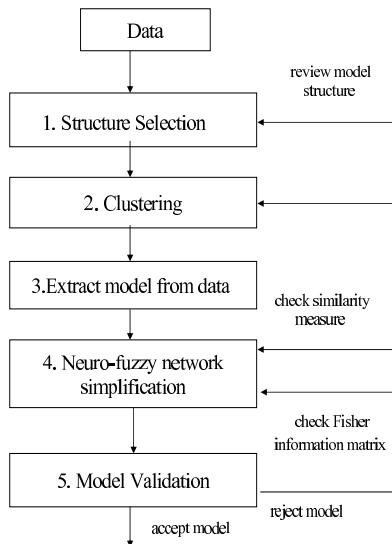 Data
review model
structure
1. Structure Selection
2. Clustering
3.Extract model from data
check similarity
measure
4. Neuro-fuzzy network
simplification
check Fisher
information matrix
5. Model Validation
reject model
accept model